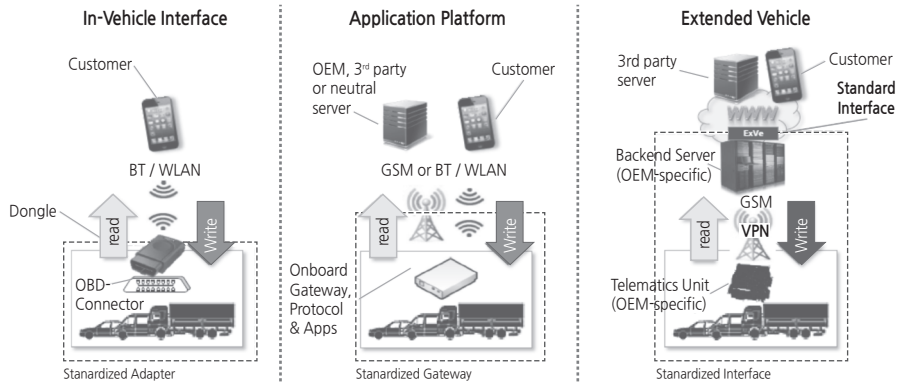 In-Vehicle Interface
Customer
BT / WLAN
Dongle
read
Write
OBD-
Connector
Stanardized Adapter
Application Platform
OEM, 3rd party
or neutral
server
Customer
GSM or BT / WLAN
read
Write
Onboard
Gateway,
Protocol
& Apps
Stanardized Gateway
Extended Vehicle
3rd party
server
Customer
Standard
Interface
WWW
ExVe
Backend Server
(OEM-specific)
GSM
VPN
read
Write
Telematics Unit
(OEM-specific)
Stanardized Interface